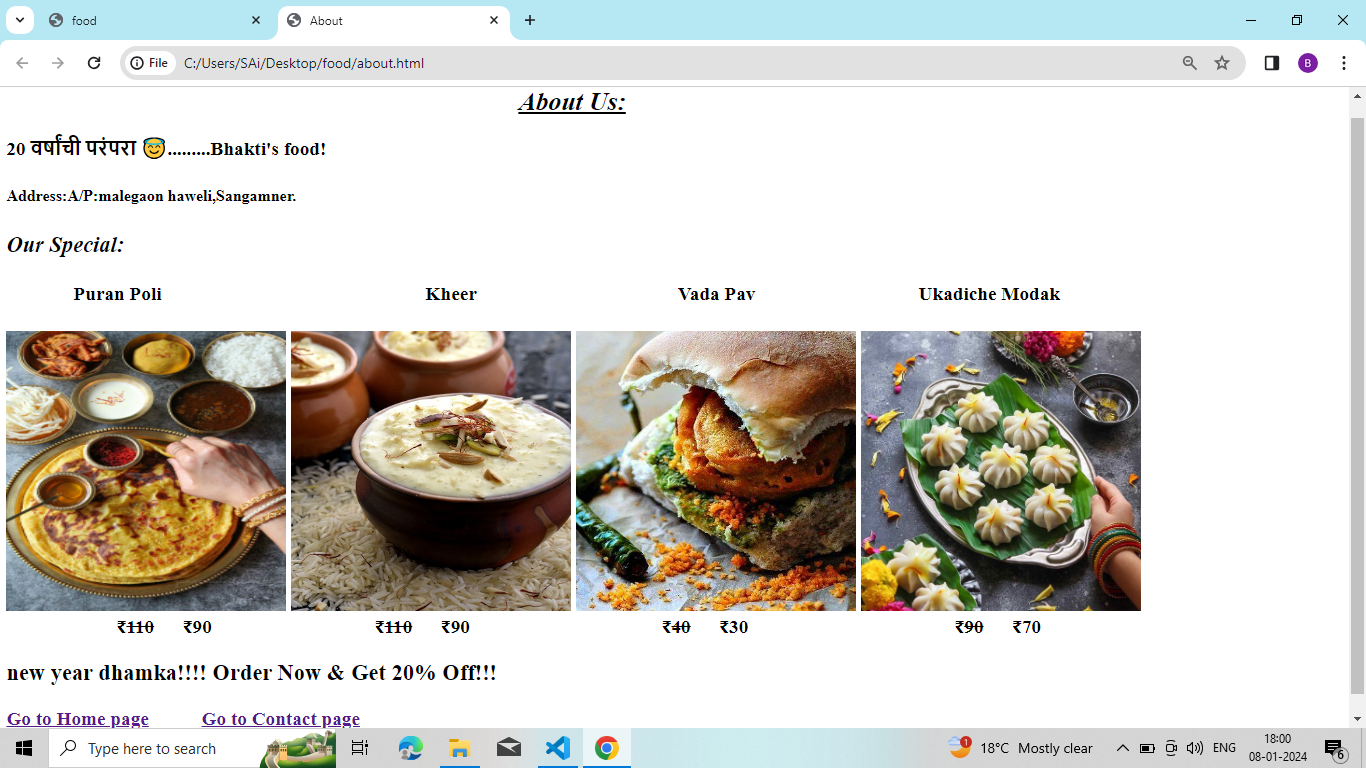 food
About
File
C:/Users/SAi/Desktop/food/about.html
B
About Us:
20 वर्षांची परंपरा 😇.........Bhakti's food!
Address:A/P:malegaon haweli,Sangamner.
Our Special:
Puran Poli Kheer Vada Pav Ukadiche Modak
₹110 ₹90 ₹110 ₹90 ₹40 ₹30 ₹90 ₹70
new year dhamka!!!! Order Now & Get 20% Off!!!
Go to Home page Go to Contact page
Type here to search
1
18°C Mostly clear
ENG
18:00
08-01-2024
6